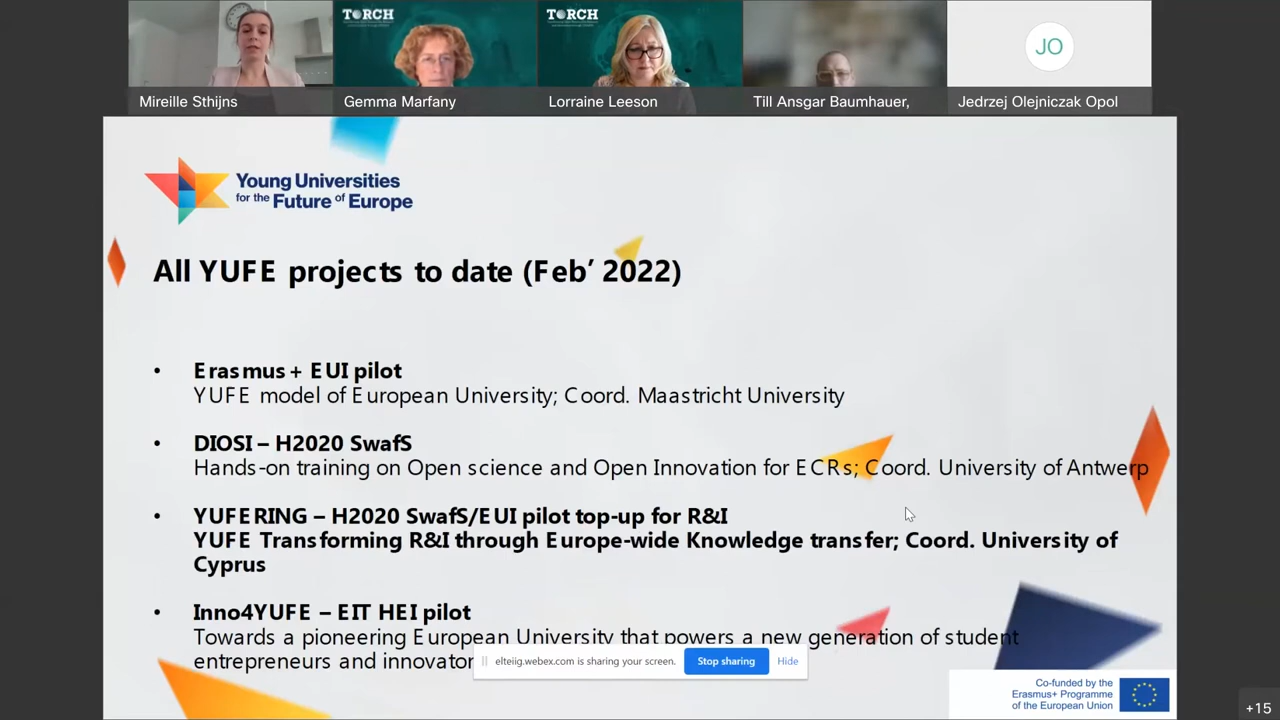 TORCH
TORCH
JO
Mireille Sthijns
Gemma Marfany
Lorraine Leeson
Till Ansgar Baumhauer,
Jedrzej Olejniczak Opol
Young Universities
for the Future of Europe
All YUFE projects to date (Feb’ 2022)
• Erasmus + EUI pilot
YUFE model of European University; Coord. Maastricht University
• DIOSI – H2020 SwafS
Hands-on training on Open science and Open Innovation for ECRs; Coord. University of Antwerp
• YUFERING – H2020 SwafS/EUI pilot top-up for R&I
YUFE Transforming R&I through Europe-wide Knowledge transfer; Coord. University of
Cyprus
• Inno4YUFE – EIT HEI pilot
Towards a pioneering European University that powers a new generation of student
entrepreneurs and innovator
elteiig.webex.com is sharing your screen.
Stop sharing
Hide
Co-funded by the
Erasmus+ Programme
of the European Union
+15